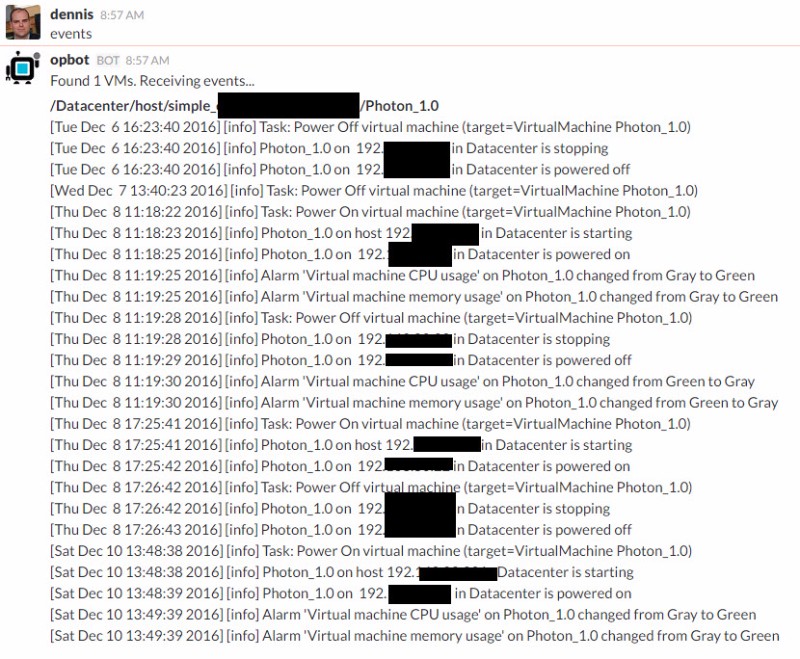 dennis 8:57 AM
events
opbot BOT 8:57 AM
Found 1 VMs. Receiving events...
/Datacenter/host/simple_ /Photon_1.0
[Tue Dec 6 16:23:40 2016] [info] Task: Power Off virtual machine (target=VirtualMachine Photon_1.0)
[Tue Dec 6 16:23:40 2016] [info] Photon_1.0 on 192. in Datacenter is stopping
[Tue Dec 6 16:23:40 2016] [info] Photon_1.0 on 192. in Datacenter is powered off
[Wed Dec 7 13:40:23 2016] [info] Task: Power Off virtual machine (target=VirtualMachine Photon_1.0)
[Thu Dec 8 11:18:22 2016] [info] Task: Power On virtual machine (target=VirtualMachine Photon_1.0)
[Thu Dec 8 11:18:23 2016] [info] Photon_1.0 on host 192. in Datacenter is starting
[Thu Dec 8 11:18:25 2016] [info] Photon_1.0 on 192. in Datacenter is powered on
[Thu Dec 8 11:19:25 2016] [info] Alarm 'Virtual machine CPU usage' on Photon_1.0 changed from Gray to Green
[Thu Dec 8 11:19:25 2016] [info] Alarm 'Virtual machine memory usage' on Photon_1.0 changed from Gray to Green
[Thu Dec 8 11:19:28 2016] [info] Task: Power Off virtual machine (target=VirtualMachine Photon_1.0)
[Thu Dec 8 11:19:28 2016] [info] Photon_1.0 on 192. in Datacenter is stopping
[Thu Dec 8 11:19:29 2016] [info] Photon_1.0 on 192. in Datacenter is powered off
[Thu Dec 8 11:19:30 2016] [info] Alarm 'Virtual machine CPU usage' on Photon_1.0 changed from Green to Gray
[Thu Dec 8 11:19:30 2016] [info] Alarm 'Virtual machine memory usage' on Photon_1.0 changed from Green to Gray
[Thu Dec 8 17:25:41 2016] [info] Task: Power On virtual machine (target=VirtualMachine Photon_1.0)
[Thu Dec 8 17:25:41 2016] [info] Photon_1.0 on host 192. in Datacenter is starting
[Thu Dec 8 17:25:42 2016] [info] Photon_1.0 on 192. in Datacenter is powered on
[Thu Dec 8 17:26:42 2016] [info] Task: Power Off virtual machine (target=VirtualMachine Photon_1.0)
[Thu Dec 8 17:26:42 2016] [info] Photon_1.0 on 192. n Datacenter is stopping
[Thu Dec 8 17:26:43 2016] [info] Photon_1.0 on 192. n Datacenter is powered off
[Sat Dec 10 13:48:38 2016] [info] Task: Power On virtual machine (target=VirtualMachine Photon_1.0)
[Sat Dec 10 13:48:38 2016] [info] Photon_1.0 on host 192. Datacenter is starting
[Sat Dec 10 13:48:39 2016] [info] Photon_1.0 on 192. in Datacenter is powered on
[Sat Dec 10 13:49:39 2016] [info] Alarm 'Virtual machine CPU usage' on Photon_1.0 changed from Gray to Green
[Sat Dec 10 13:49:39 2016] [info] Alarm 'Virtual machine memory usage' on Photon_1.0 changed from Gray to Green